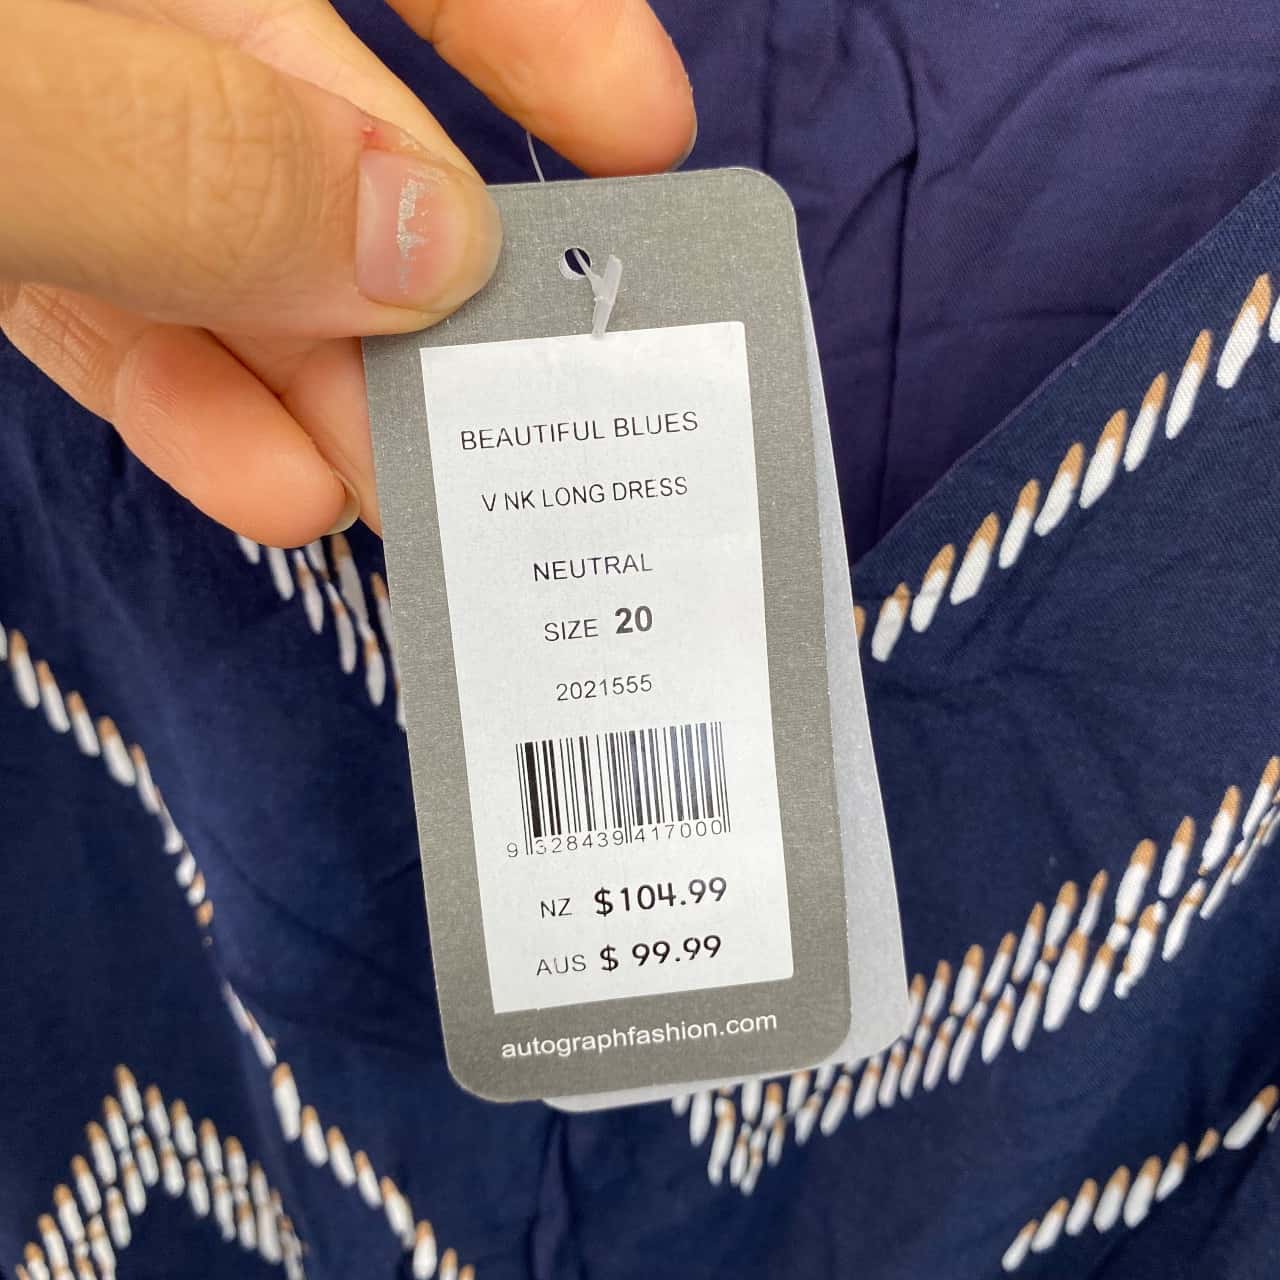 BEAUTIFUL BLUES
V NK LONG DRESS
NEUTRAL
SIZE 20
2021555
9 328439 417000
NZ $104.99
AUS $ 99.99
autographfashion.com